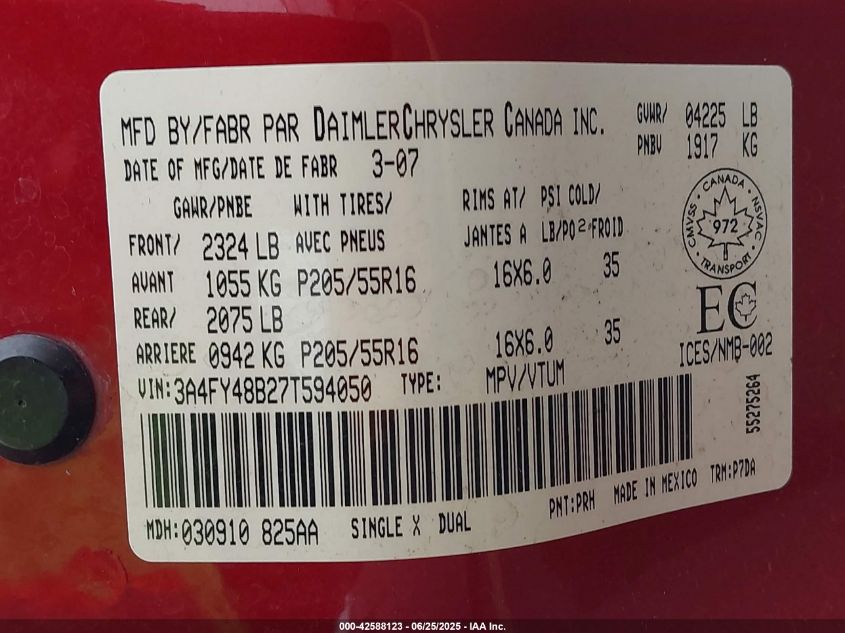 MFD BY/FABR PAR DAIMLERCHRYSLER CANADA INC. GVWR/ 04225 LB
DATE OF MFG/DATE DE FABR 3-07 PNBV 1917 KG
GAWR/PNBE WITH TIRES/ RIMS AT/ PSI COLD/
FRONT/ 2324 LB AVEC PNEUS JANTES A LB/PO² FROID
AVANT 1055 KG P205/55R16 16X6.0 35
REAR/ 2075 LB
ARRIERE 0942 KG P205/55R16 16X6.0 35
VIN:3A4FY48B27T594050 TYPE: MPV/VTUM
CANADA
CMVSS 972 NSVAC
TRANSPORT
EC
ICES/NMB-002
55275264
MDH:030910 825AA SINGLE X DUAL PNT:PRH MADE IN MEXICO TRM:P7DA
000-42588123 - 06/25/2025 - IAA Inc.